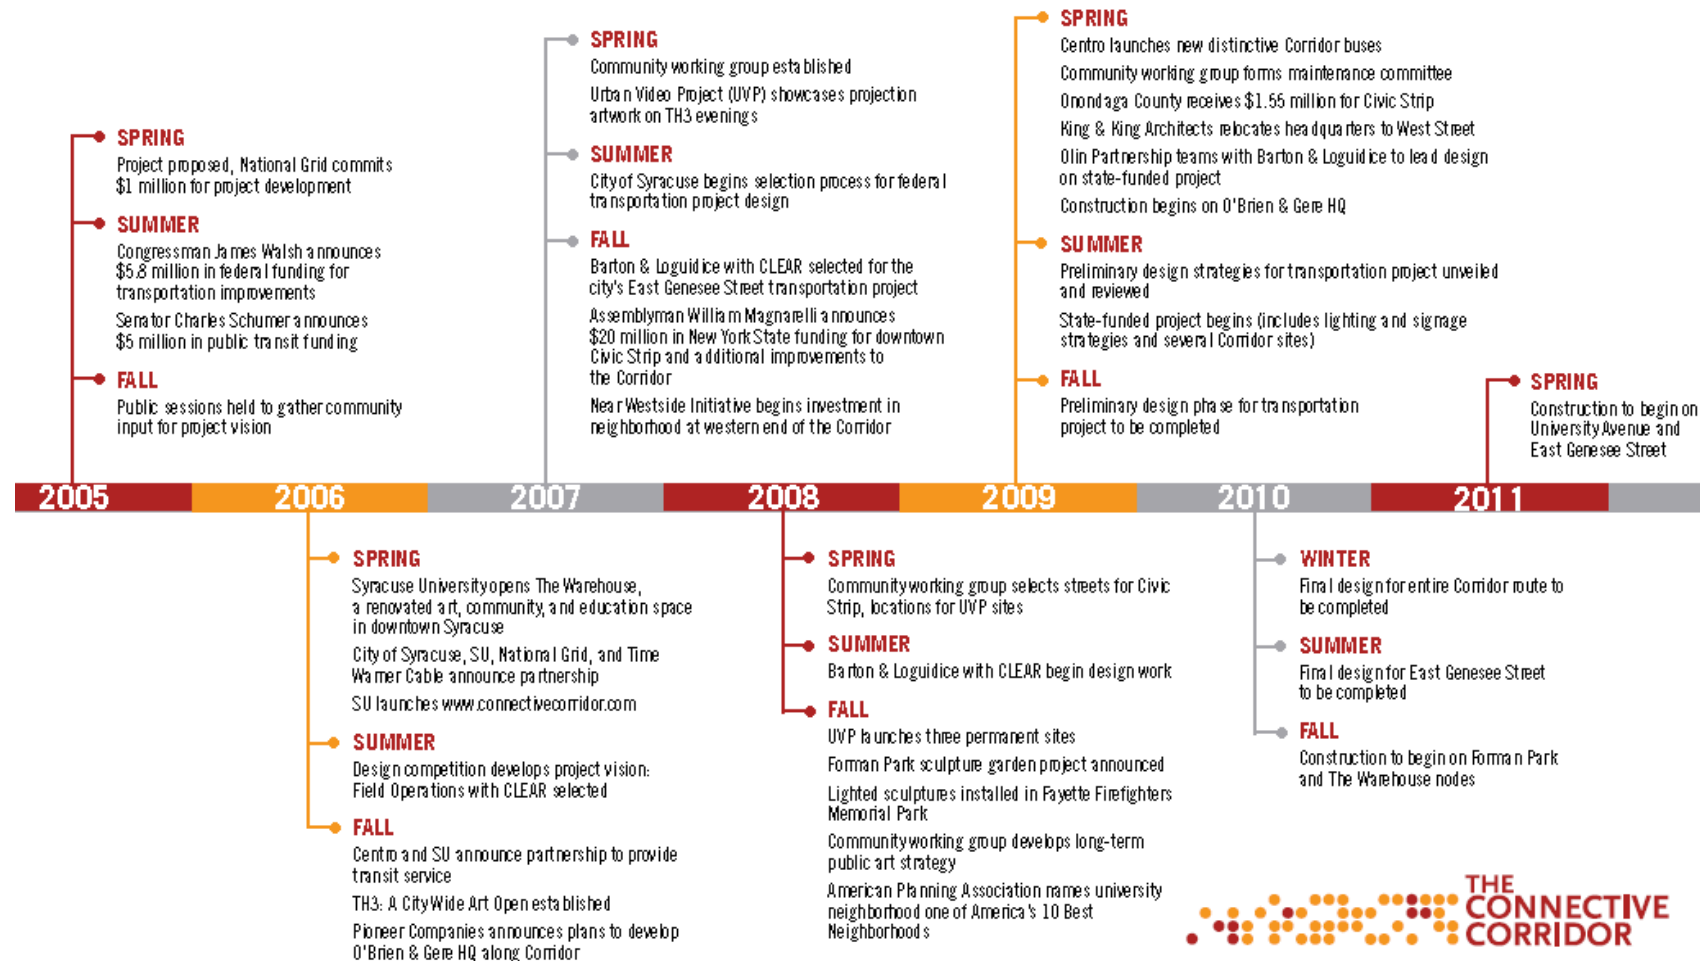 SPRING
Project proposed, National Grid commits
$1 million for project development
SUMMER
Congressman James Walsh announces
$5.8 million in federal funding for
transportation improvements
Senator Charles Schumer announces
$5 million in public transit funding
FALL
Public sessions held to gather community
input for project vision
SPRING
Community working group established
Urban Video Project (UVP) showcases projection
artwork on TH3 evenings
SUMMER
City of Syracuse begins selection process for federal
transportation project design
FALL
Barton & Loguidice with CLEAR selected for the
city's East Genesee Street transportation project
Assemblyman William Magnarelli announces
$20 million in New York State funding for downtown
Civic Strip and additional improvements to
the Corridor
Near Westside Initiative begins investment in
neighborhood at western end of the Corridor
SPRING
Centro launches new distinctive Corridor buses
Community working group forms maintenance committee
Onondaga County receives $1.55 million for Civic Strip
King & King Architects relocates headquarters to West Street
Olin Partnership teams with Barton & Loguidice to lead design
on state-funded project
Construction begins on O'Brien & Gere HQ
SUMMER
Preliminary design strategies for transportation project unveiled
and reviewed
State-funded project begins (includes lighting and signage
strategies and several Corridor sites)
FALL
Preliminary design phase for transportation
project to be completed
SPRING
Construction to begin on
University Avenue and
East Genesee Street
2005 2006 2007 2008 2009 2010 2011
SPRING
Syracuse University opens The Warehouse,
a renovated art, community, and education space
in downtown Syracuse
City of Syracuse, SU, National Grid, and Time
Warner Cable announce partnership
SU launches www.connectivecorridor.com
SUMMER
Design competition develops project vision:
Field Operations with CLEAR selected
FALL
Centro and SU announce partnership to provide
transit service
TH3: A City Wide Art Open established
Pioneer Companies announces plans to develop
O'Brien & Gere HQ along Corridor
SPRING
Community working group selects streets for Civic
Strip, locations for UVP sites
SUMMER
Barton & Loguidice with CLEAR begin design work
FALL
UVP launches three permanent sites
Forman Park sculpture garden project announced
Lighted sculptures installed in Fayette Firefighters
Memorial Park
Community working group develops long-term
public art strategy
American Planning Association names university
neighborhood one of America's 10 Best
Neighborhoods
WINTER
Final design for entire Corridor route to
be completed
SUMMER
Final design for East Genesee Street
to be completed
FALL
Construction to begin on Forman Park
and The Warehouse nodes
THE
CONNECTIVE
CORRIDOR